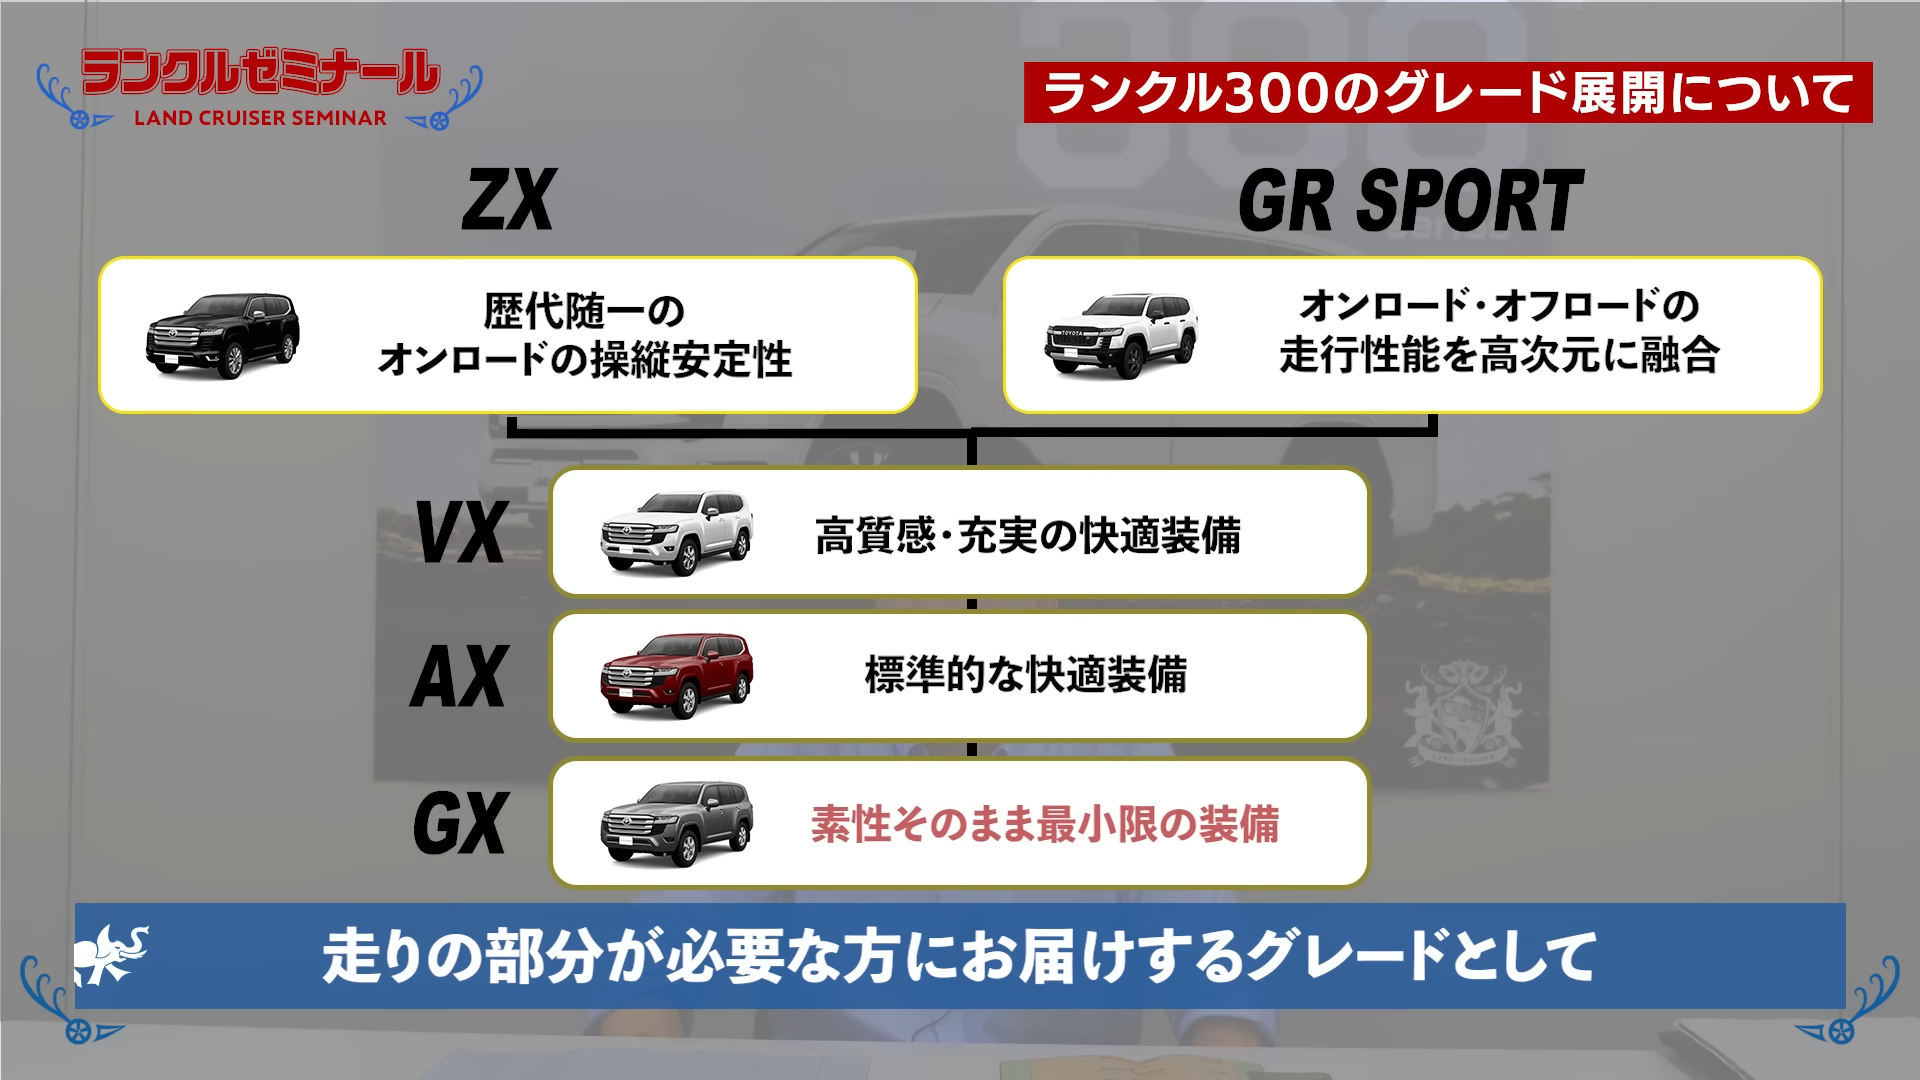 ランクルゼミナール
LAND CRUISER SEMINAR
ランクル300のグレード展開について
300
ZX
GR SPORT
歴代随一の
オンロードの操縦安定性
TOYOTA
オンロード・オフロードの
走行性能を高次元に融合
VX
高質感・充実の快適装備
AX
標準的な快適装備
LAND CRUISER
GX
素性そのまま最小限の装備
走りの部分が必要な方にお届けするグレードとして